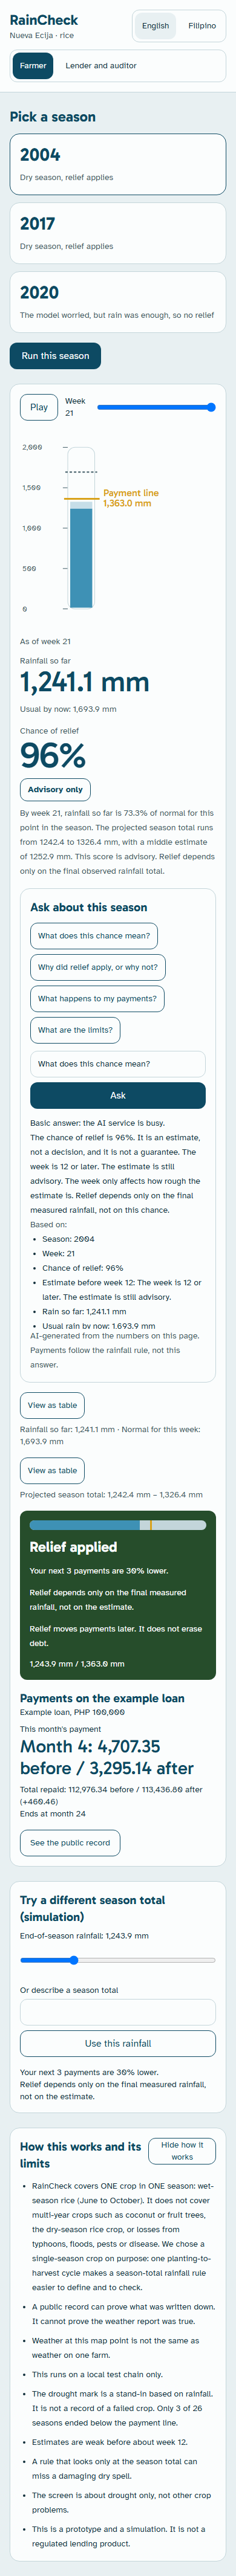 RainCheck
Nueva Ecija · rice
English
Filipino
Farmer
Lender and auditor
Pick a season
2004
Dry season, relief applies
2017
Dry season, relief applies
2020
The model worried, but rain was enough, so no relief
Run this season
Play
Week
21
2,000
1,500
1,000
500
0
Payment line
1,363.0 mm
As of week 21
Rainfall so far
1,241.1 mm
Usual by now: 1,693.9 mm
Chance of relief
96%
Advisory only
By week 21, rainfall so far is 73.3% of normal for this
point in the season. The projected season total runs
from 1242.4 to 1326.4 mm, with a middle estimate
of 1252.9 mm. This score is advisory. Relief depends
only on the final observed rainfall total.
Ask about this season
What does this chance mean?
Why did relief apply, or why not?
What happens to my payments?
What are the limits?
What does this chance mean?
Ask
Basic answer: the AI service is busy.
The chance of relief is 96%. It is an estimate,
not a decision, and it is not a guarantee. The
week is 12 or later. The estimate is still
advisory. The week only affects how rough the
estimate is. Relief depends only on the final
measured rainfall, not on this chance.
Based on:
• Season: 2004
• Week: 21
• Chance of relief: 96%
• Estimate before week 12: The week is 12 or
later. The estimate is still advisory.
• Rain so far: 1,241.1 mm
• Usual rain by now: 1,693.9 mm
AI-generated from the numbers on this page.
Payments follow the rainfall rule, not this
answer.
View as table
Rainfall so far: 1,241.1 mm · Normal for this week:
1,693.9 mm
View as table
Projected season total: 1,242.4 mm – 1,326.4 mm
Relief applied
Your next 3 payments are 30% lower.
Relief depends only on the final measured
rainfall, not on the estimate.
Relief moves payments later. It does not erase
debt.
1,243.9 mm / 1,363.0 mm
Payments on the example loan
Example loan, PHP 100,000
This month's payment
Month 4: 4,707.35
before / 3,295.14 after
Total repaid: 112,976.34 before / 113,436.80 after
(+460.46)
Ends at month 24
See the public record
Try a different season total
(simulation)
End-of-season rainfall: 1,243.9 mm
Or describe a season total
Use this rainfall
Your next 3 payments are 30% lower.
Relief depends only on the final measured rainfall,
not on the estimate.
How this works and its
limits
Hide how it
works
• RainCheck covers ONE crop in ONE season: wet-
season rice (June to October). It does not cover
multi-year crops such as coconut or fruit trees,
the dry-season rice crop, or losses from
typhoons, floods, pests or disease. We chose a
single-season crop on purpose: one planting-to-
harvest cycle makes a season-total rainfall rule
easier to define and to check.
• A public record can prove what was written down.
It cannot prove the weather report was true.
• Weather at this map point is not the same as
weather on one farm.
• This runs on a local test chain only.
• The drought mark is a stand-in based on rainfall.
It is not a record of a failed crop. Only 3 of 26
seasons ended below the payment line.
• Estimates are weak before about week 12.
• A rule that looks only at the season total can
miss a damaging dry spell.
• The screen is about drought only, not other crop
problems.
• This is a prototype and a simulation. It is not a
regulated lending product.